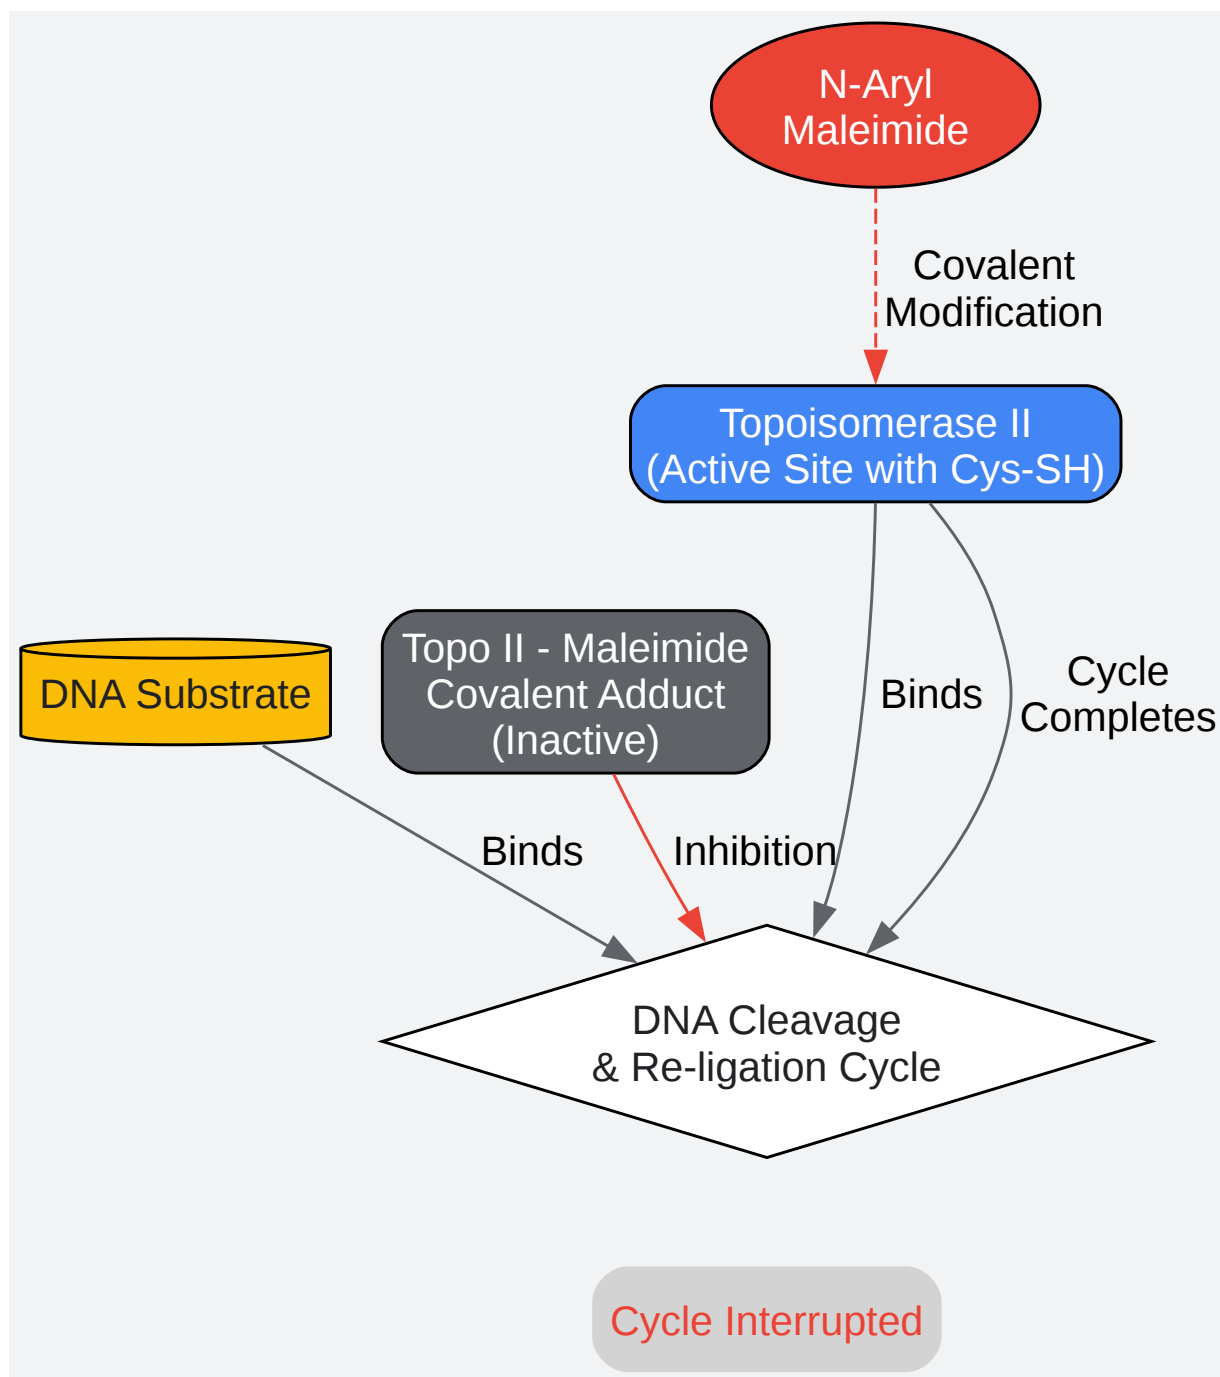 N-Aryl
Maleimide
Covalent
Modification
Topoisomerase II
(Active Site with Cys-SH)
DNA Substrate
Topo II - Maleimide
Covalent Adduct
(Inactive)
Binds
Cycle
Completes
Binds
Inhibition
DNA Cleavage
& Re-ligation Cycle
Cycle Interrupted